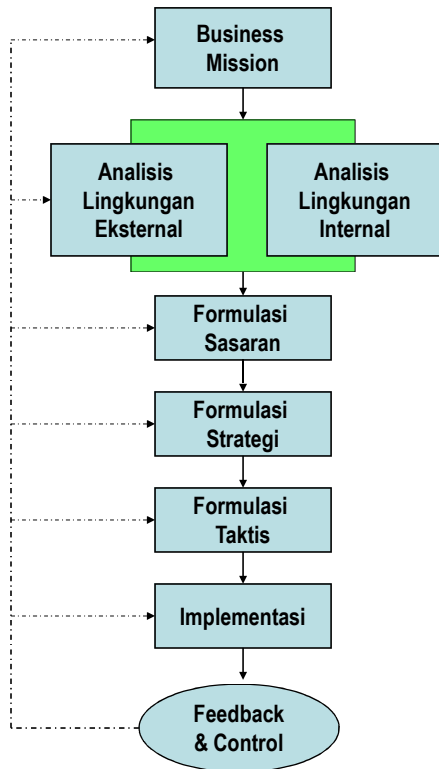 Business
Mission
Analisis
Lingkungan
Eksternal
Analisis
Lingkungan
Internal
Formulasi
Sasaran
Formulasi
Strategi
Formulasi
Taktis
Implementasi
Feedback
& Control